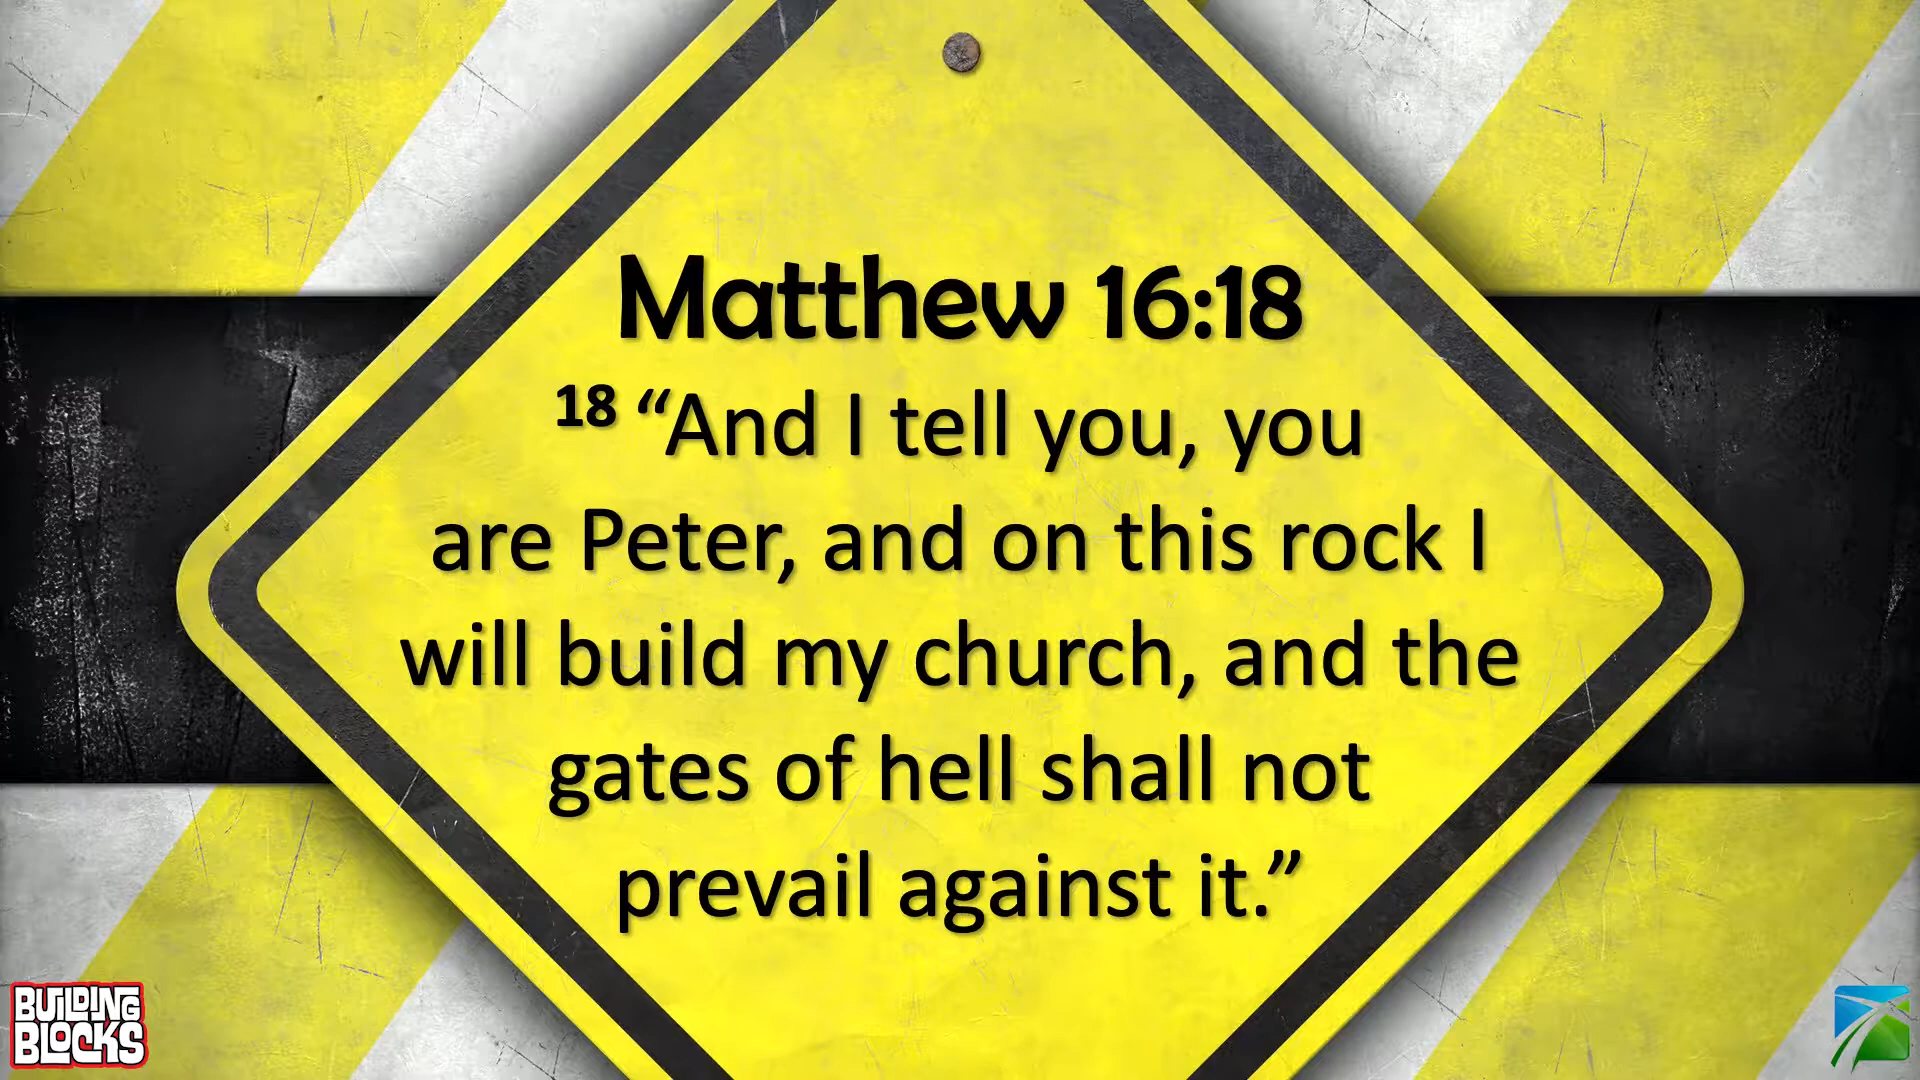 Matthew 16:18
18 “And I tell you, you
are Peter, and on this rock I
will build my church, and the
gates of hell shall not
prevail against it.”
BUILDING
BLOCKS